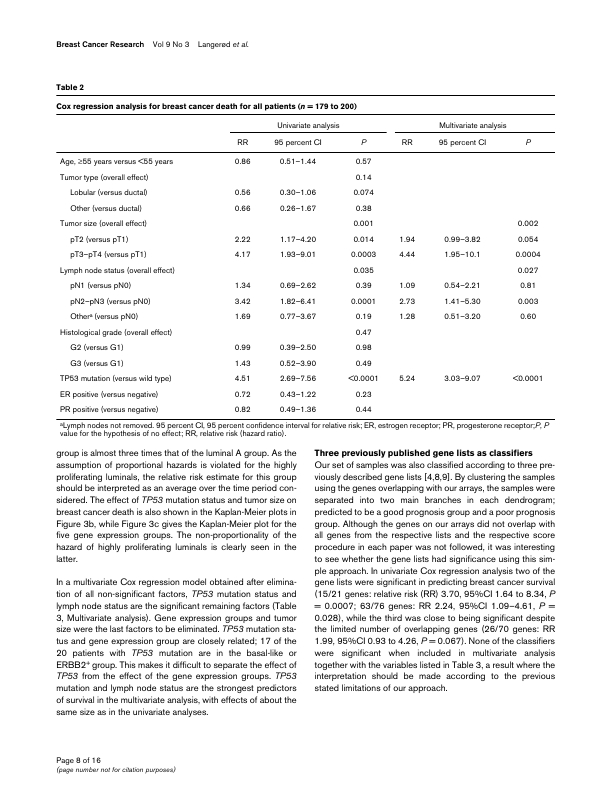 Breast Cancer Research Vol 9 No 3 Langerød et al.
Table 2
Cox regression analysis for breast cancer death for all patients (n = 179 to 200)
Univariate analysis Multivariate analysis
RR 95 percent CI P RR 95 percent CI P
Age, ≥55 years versus <55 years 0.86 0.51–1.44 0.57
Tumor type (overall effect) 0.14
Lobular (versus ductal) 0.56 0.30–1.06 0.074
Other (versus ductal) 0.66 0.26–1.67 0.38
Tumor size (overall effect) 0.001 0.002
pT2 (versus pT1) 2.22 1.17–4.20 0.014 1.94 0.99–3.82 0.054
pT3–pT4 (versus pT1) 4.17 1.93–9.01 0.0003 4.44 1.95–10.1 0.0004
Lymph node status (overall effect) 0.035 0.027
pN1 (versus pN0) 1.34 0.69–2.62 0.39 1.09 0.54–2.21 0.81
pN2–pN3 (versus pN0) 3.42 1.82–6.41 0.0001 2.73 1.41–5.30 0.003
Otherᵃ (versus pN0) 1.69 0.77–3.67 0.19 1.28 0.51–3.20 0.60
Histological grade (overall effect) 0.47
G2 (versus G1) 0.99 0.39–2.50 0.98
G3 (versus G1) 1.43 0.52–3.90 0.49
TP53 mutation (versus wild type) 4.51 2.69–7.56 <0.0001 5.24 3.03–9.07 <0.0001
ER positive (versus negative) 0.72 0.43–1.22 0.23
PR positive (versus negative) 0.82 0.49–1.36 0.44
ᵃLymph nodes not removed. 95 percent CI, 95 percent confidence interval for relative risk; ER, estrogen receptor; PR, progesterone receptor;P, P
value for the hypothesis of no effect; RR, relative risk (hazard ratio).
group is almost three times that of the luminal A group. As the
assumption of proportional hazards is violated for the highly
proliferating luminals, the relative risk estimate for this group
should be interpreted as an average over the time period con-
sidered. The effect of TP53 mutation status and tumor size on
breast cancer death is also shown in the Kaplan-Meier plots in
Figure 3b, while Figure 3c gives the Kaplan-Meier plot for the
five gene expression groups. The non-proportionality of the
hazard of highly proliferating luminals is clearly seen in the
latter.
In a multivariate Cox regression model obtained after elimina-
tion of all non-significant factors, TP53 mutation status and
lymph node status are the significant remaining factors (Table
3, Multivariate analysis). Gene expression groups and tumor
size were the last factors to be eliminated. TP53 mutation sta-
tus and gene expression group are closely related; 17 of the
20 patients with TP53 mutation are in the basal-like or
ERBB2⁺ group. This makes it difficult to separate the effect of
TP53 from the effect of the gene expression groups. TP53
mutation and lymph node status are the strongest predictors
of survival in the multivariate analysis, with effects of about the
same size as in the univariate analyses.
Three previously published gene lists as classifiers
Our set of samples was also classified according to three pre-
viously described gene lists [4,8,9]. By clustering the samples
using the genes overlapping with our arrays, the samples were
separated into two main branches in each dendrogram;
predicted to be a good prognosis group and a poor prognosis
group. Although the genes on our arrays did not overlap with
all genes from the respective lists and the respective score
procedure in each paper was not followed, it was interesting
to see whether the gene lists had significance using this sim-
ple approach. In univariate Cox regression analysis two of the
gene lists were significant in predicting breast cancer survival
(15/21 genes: relative risk (RR) 3.70, 95%CI 1.64 to 8.34, P
= 0.0007; 63/76 genes: RR 2.24, 95%CI 1.09–4.61, P =
0.028), while the third was close to being significant despite
the limited number of overlapping genes (26/70 genes: RR
1.99, 95%CI 0.93 to 4.26, P = 0.067). None of the classifiers
were significant when included in multivariate analysis
together with the variables listed in Table 3, a result where the
interpretation should be made according to the previous
stated limitations of our approach.
Page 8 of 16
(page number not for citation purposes)